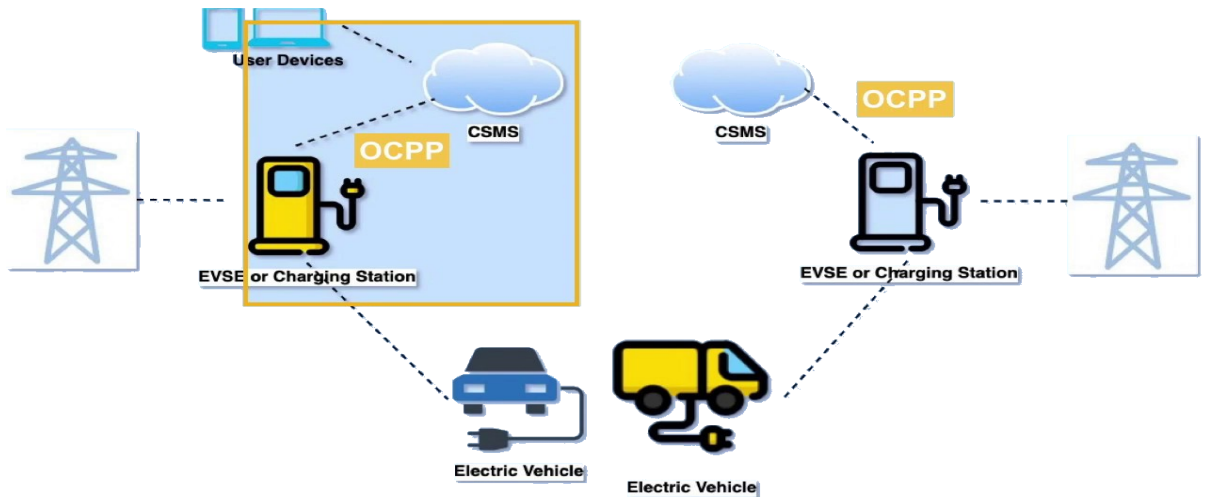 User Devices
CSMS
OCPP
EVSE or Charging Station
CSMS
OCPP
EVSE or Charging Station
Electric Vehicle
Electric Vehicle